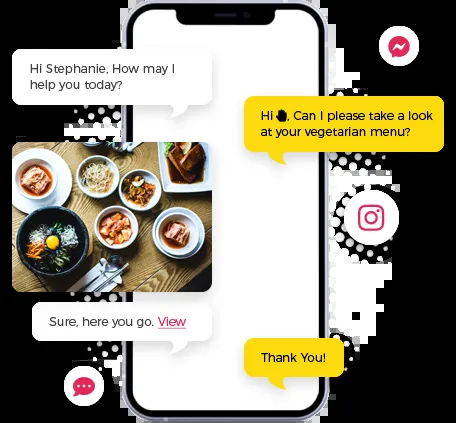 Hi Stephanie, How may I
help you today?
Hi🖐, Can I please take a look
at your vegetarian menu?
Sure, here you go. View
Thank You!